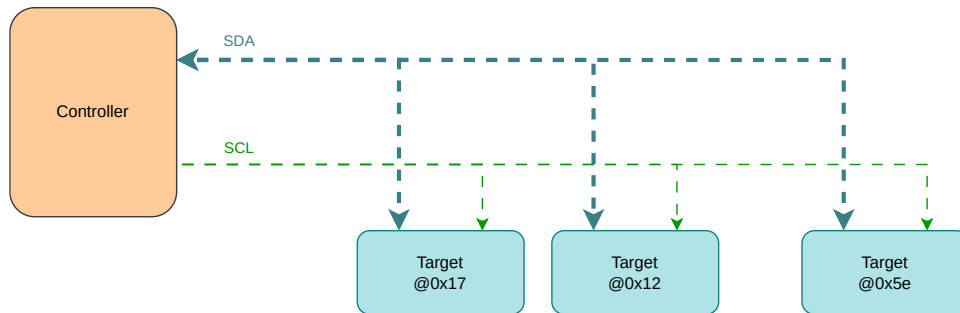 SDA
Controller
SCL
Target
@0x17
Target
@0x12
Target
@0x5e